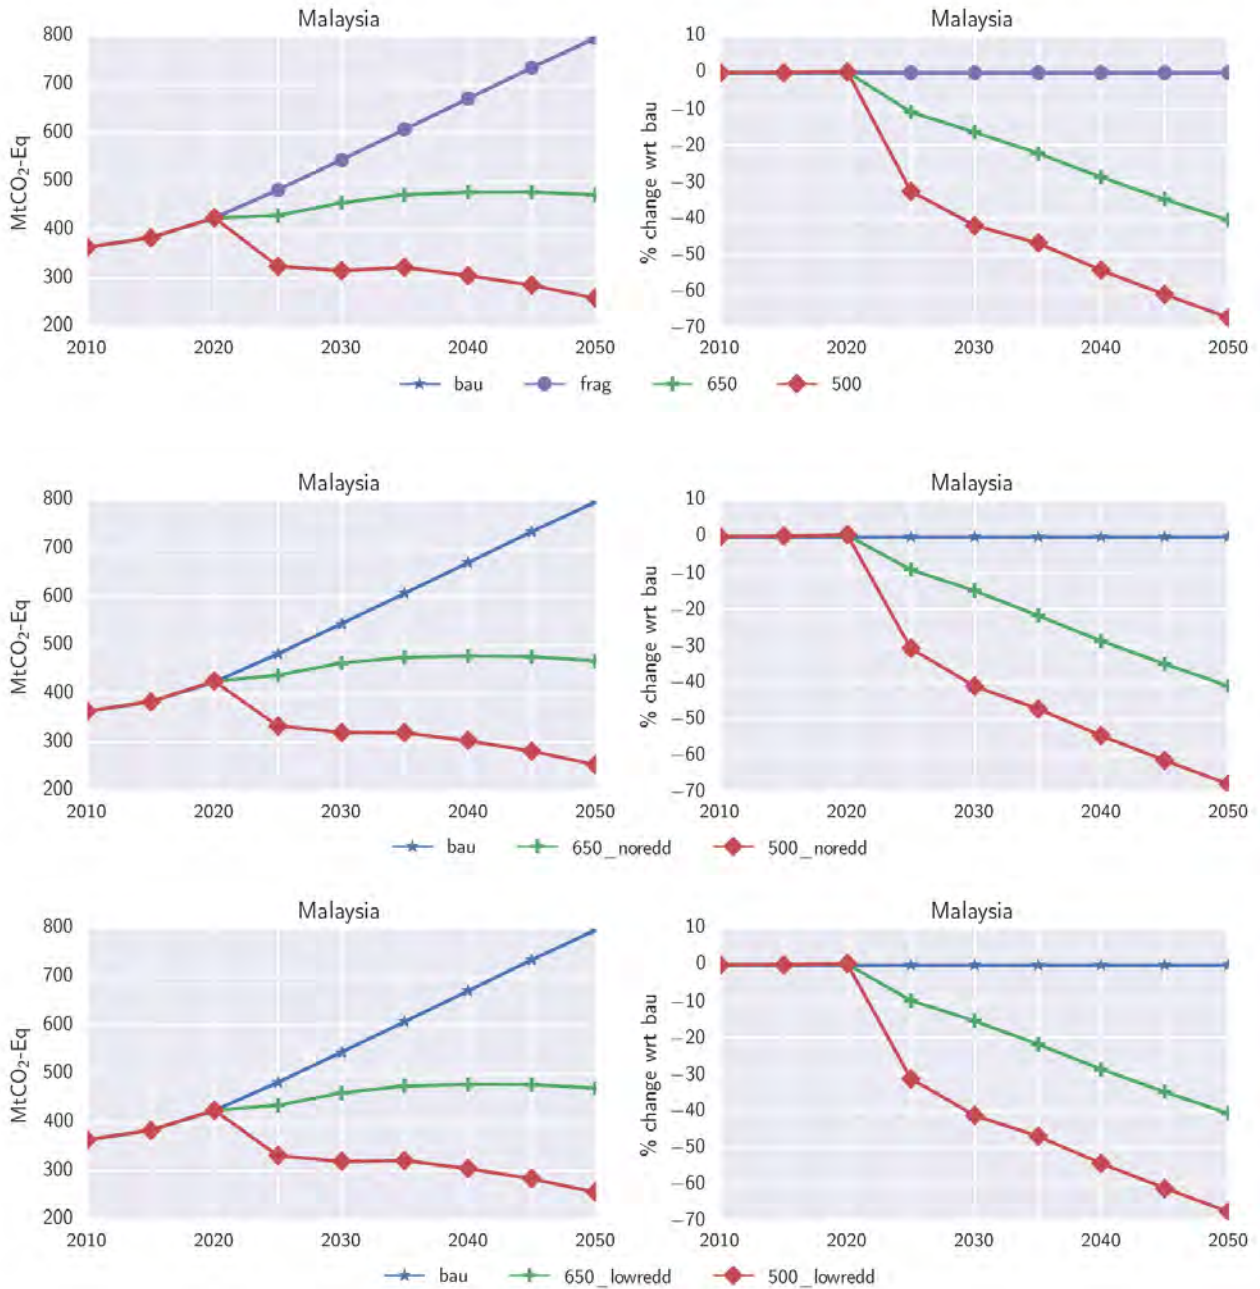 Malaysia
800
700
600
500
400
300
200
MtCO₂-Eq
2010 2020 2030 2040 2050
Malaysia
10
0
−10
−20
−30
−40
−50
−60
−70
% change wrt bau
2010 2020 2030 2040 2050
bau frag 650 500
Malaysia
800
700
600
500
400
300
200
MtCO₂-Eq
2010 2020 2030 2040 2050
Malaysia
10
0
−10
−20
−30
−40
−50
−60
−70
% change wrt bau
2010 2020 2030 2040 2050
bau 650_noredd 500_noredd
Malaysia
800
700
600
500
400
300
200
MtCO₂-Eq
2010 2020 2030 2040 2050
Malaysia
10
0
−10
−20
−30
−40
−50
−60
−70
% change wrt bau
2010 2020 2030 2040 2050
bau 650_lowredd 500_lowredd